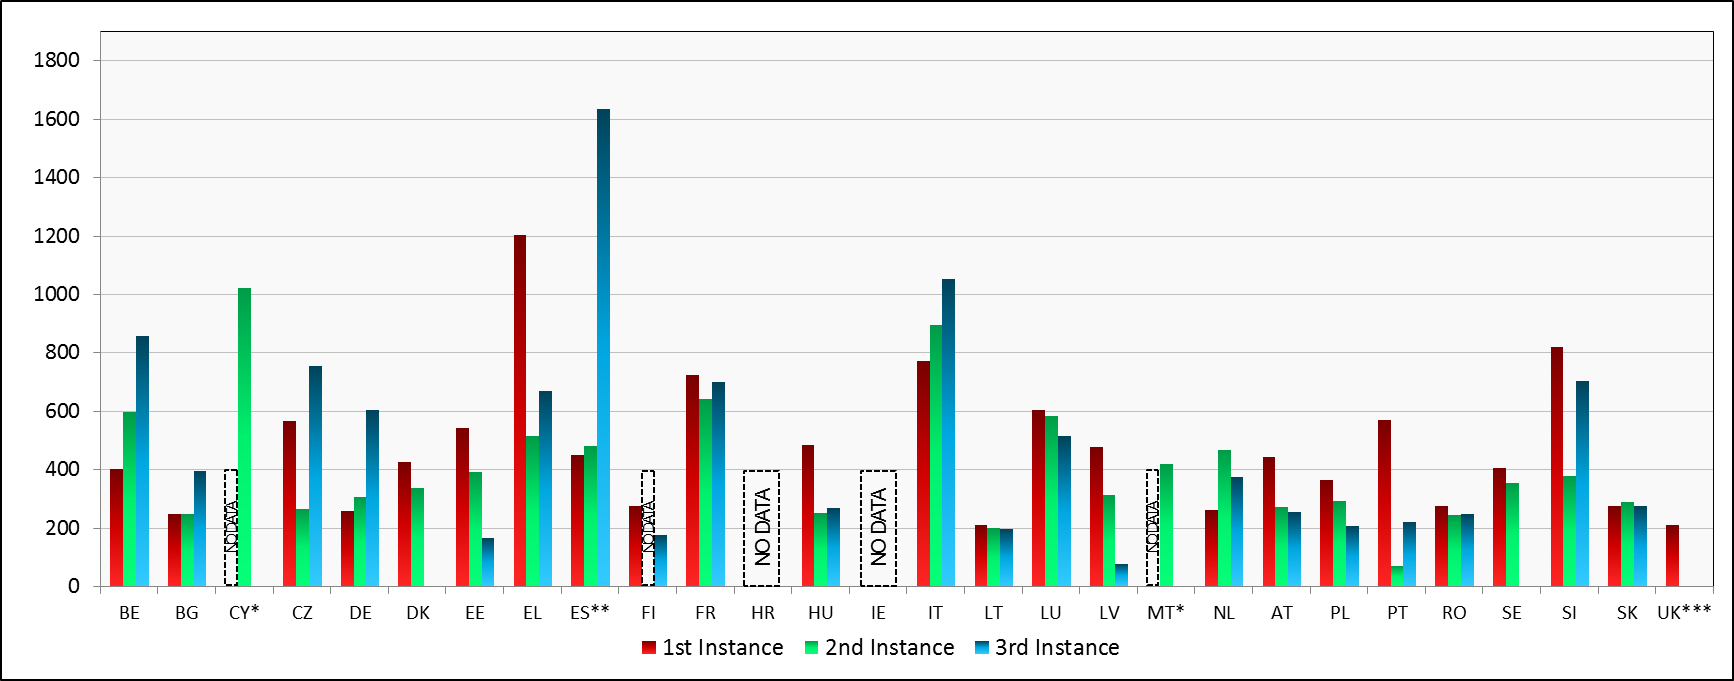 1800
1600
1400
1200
1000
800
600
400
200
0
NO DATA
NO DATA
NO DATA
NO DATA
NO DATA
BE BG CY* CZ DE DK EE EL ES** FI FR HR HU IE IT LT LU LV MT* NL AT PL PT RO SE SI SK UK***
1st Instance 2nd Instance 3rd Instance